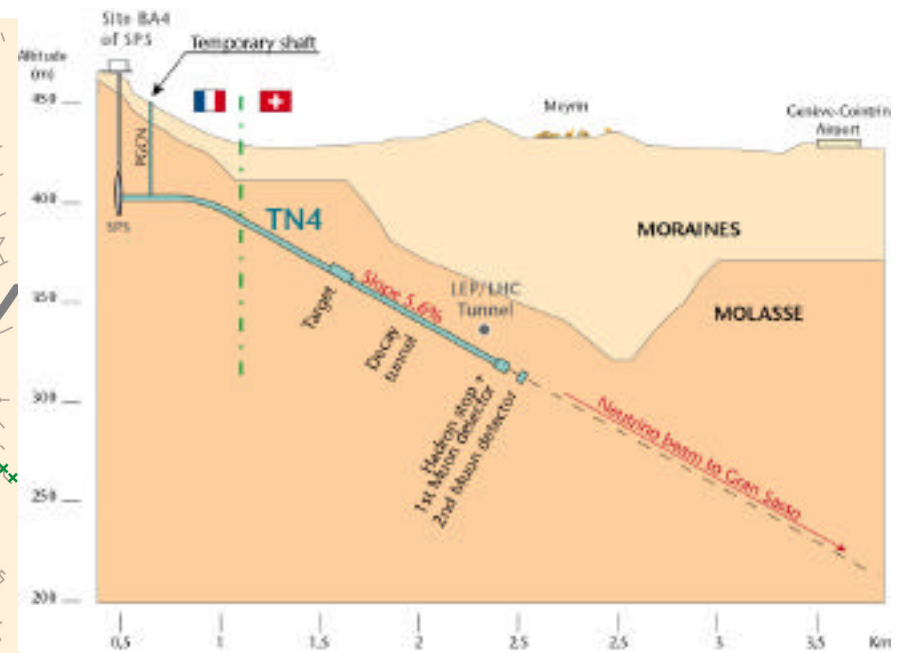 Site BA4
of SPS
Temporary shaft
Altitude
(m)
450
400
350
300
250
200
PGCN
SPS
TN4
Meyrin
Genève-Cointrin
Airport
MORAINES
MOLASSE
Target
Slope 5.6%
Decay
tunnel
LEP/LHC
Tunnel
Hadron stop +
1st Muon detector
2nd Muon detector
Neutrino beam to Gran Sasso
0,5
1
1,5
2
2,5
2,5
3
3,5
Km